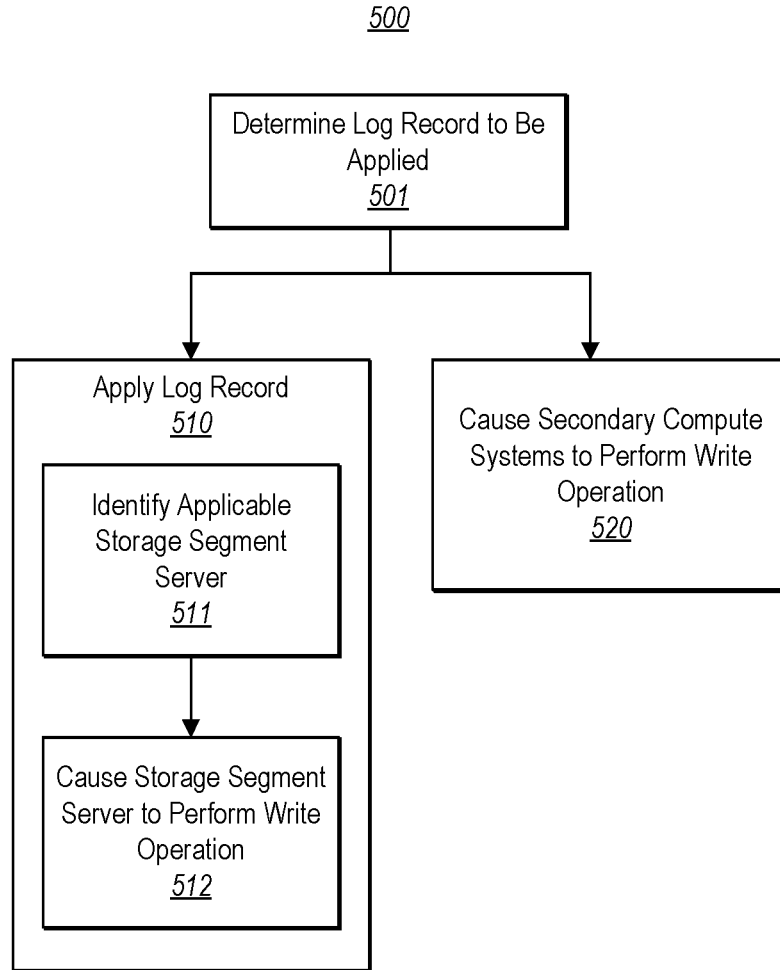 500
Determine Log Record to Be
Applied
501
Apply Log Record
510
Identify Applicable
Storage Segment
Server
511
Cause Storage Segment
Server to Perform Write
Operation
512
Cause Secondary Compute
Systems to Perform Write
Operation
520